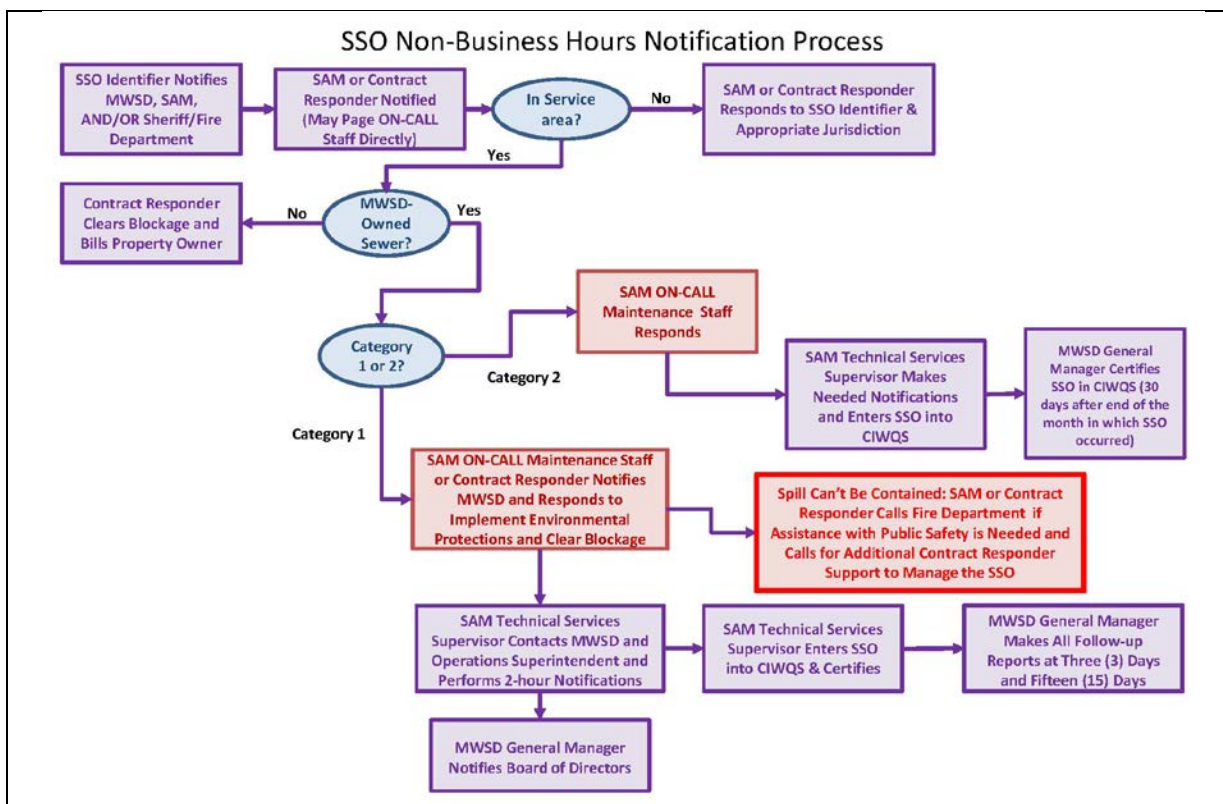 SSO Non-Business Hours Notification Process
SSO Identifier Notifies
MWSD, SAM,
AND/OR Sheriff/Fire
Department
SAM or Contract
Responder Notified
(May Page ON-CALL
Staff Directly)
In Service
area?
No
SAM or Contract Responder
Responds to SSO Identifier &
Appropriate Jurisdiction
Yes
Contract Responder
Clears Blockage and
Bills Property Owner
No
MWSD-
Owned
Sewer?
Yes
SAM ON-CALL
Maintenance Staff
Responds
Category
1 or 2?
Category 2
SAM Technical Services
Supervisor Makes
Needed Notifications
and Enters SSO into
CIWQS
MWSD General
Manager Certifies
SSO in CIWQS (30
days after end of the
month in which SSO
occurred)
Category 1
SAM ON-CALL Maintenance Staff
or Contract Responder Notifies
MWSD and Responds to
Implement Environmental
Protections and Clear Blockage
Spill Can't Be Contained: SAM or Contract
Responder Calls Fire Department if
Assistance with Public Safety is Needed and
Calls for Additional Contract Responder
Support to Manage the SSO
SAM Technical Services
Supervisor Contacts MWSD and
Operations Superintendent and
Performs 2-hour Notifications
SAM Technical Services
Supervisor Enters SSO
into CIWQS & Certifies
MWSD General Manager
Makes All Follow-up
Reports at Three (3) Days
and Fifteen (15) Days
MWSD General Manager
Notifies Board of Directors